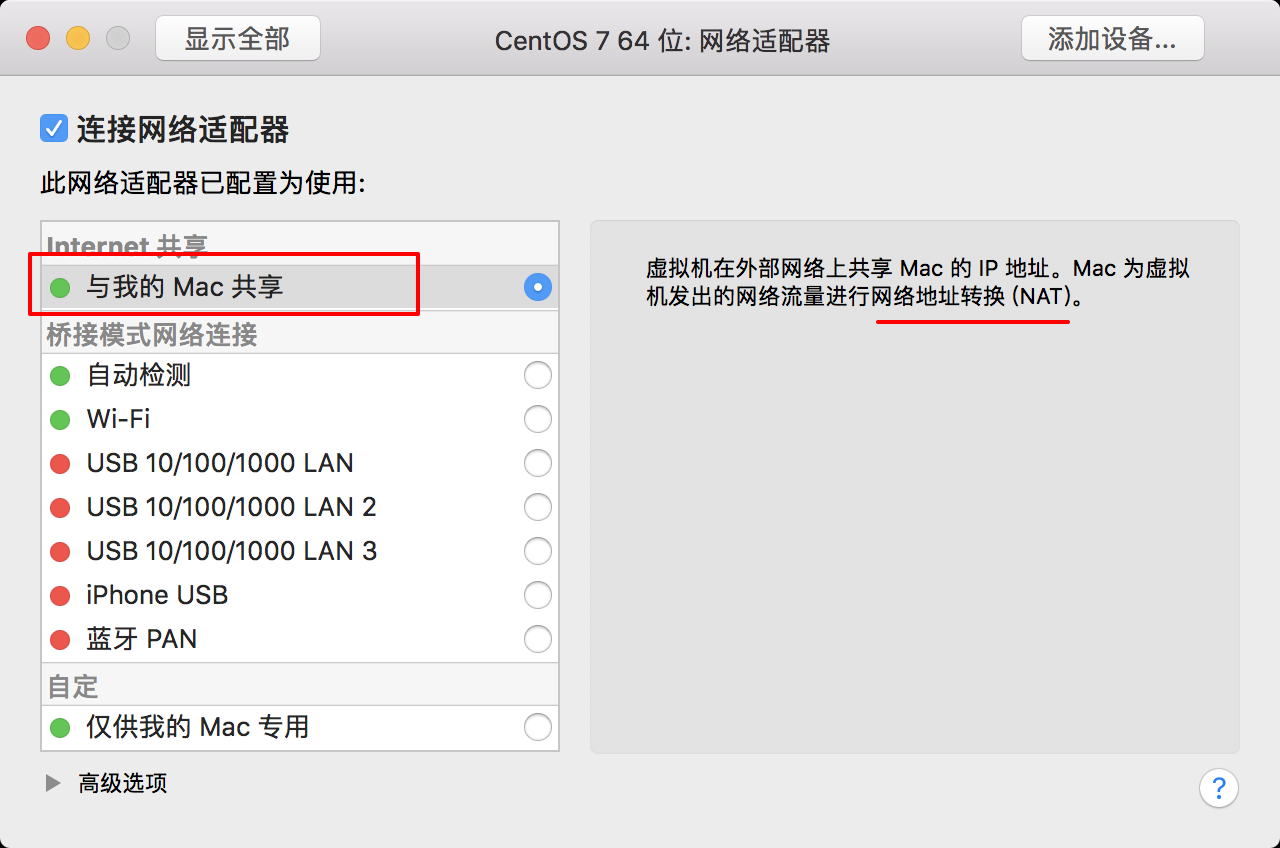 显示全部
CentOS 7 64 位: 网络适配器
添加设备...
连接网络适配器
此网络适配器已配置为使用:
Internet 共享
与我的 Mac 共享
桥接模式网络连接
自动检测
Wi-Fi
USB 10/100/1000 LAN
USB 10/100/1000 LAN 2
USB 10/100/1000 LAN 3
iPhone USB
蓝牙 PAN
自定
仅供我的 Mac 专用
高级选项
虚拟机在外部网络上共享 Mac 的 IP 地址。Mac 为虚拟
机发出的网络流量进行网络地址转换 (NAT)。
?